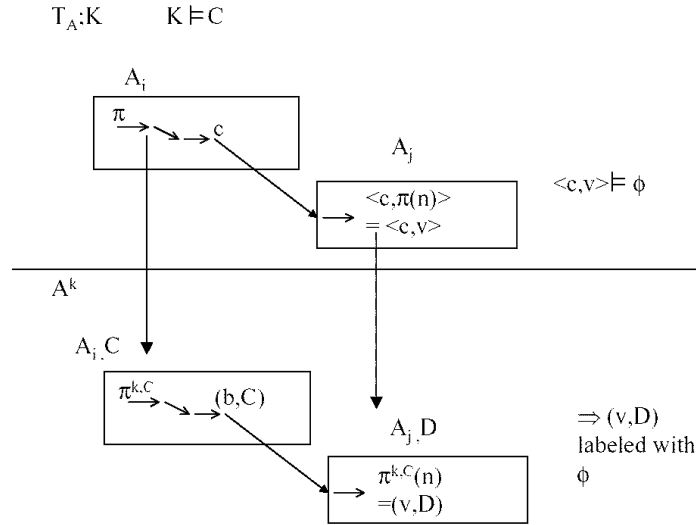 T_A:K K ⊨ C
A_i
π c
A_j
<c,π(n)>
= <c,v>
<c,v> ⊨ ϕ
A^k
A_i,C
π^{k,C} (b,C)
A_j,D
π^{k,C}(n)
=(v,D)
⇒ (v,D)
labeled with
ϕ